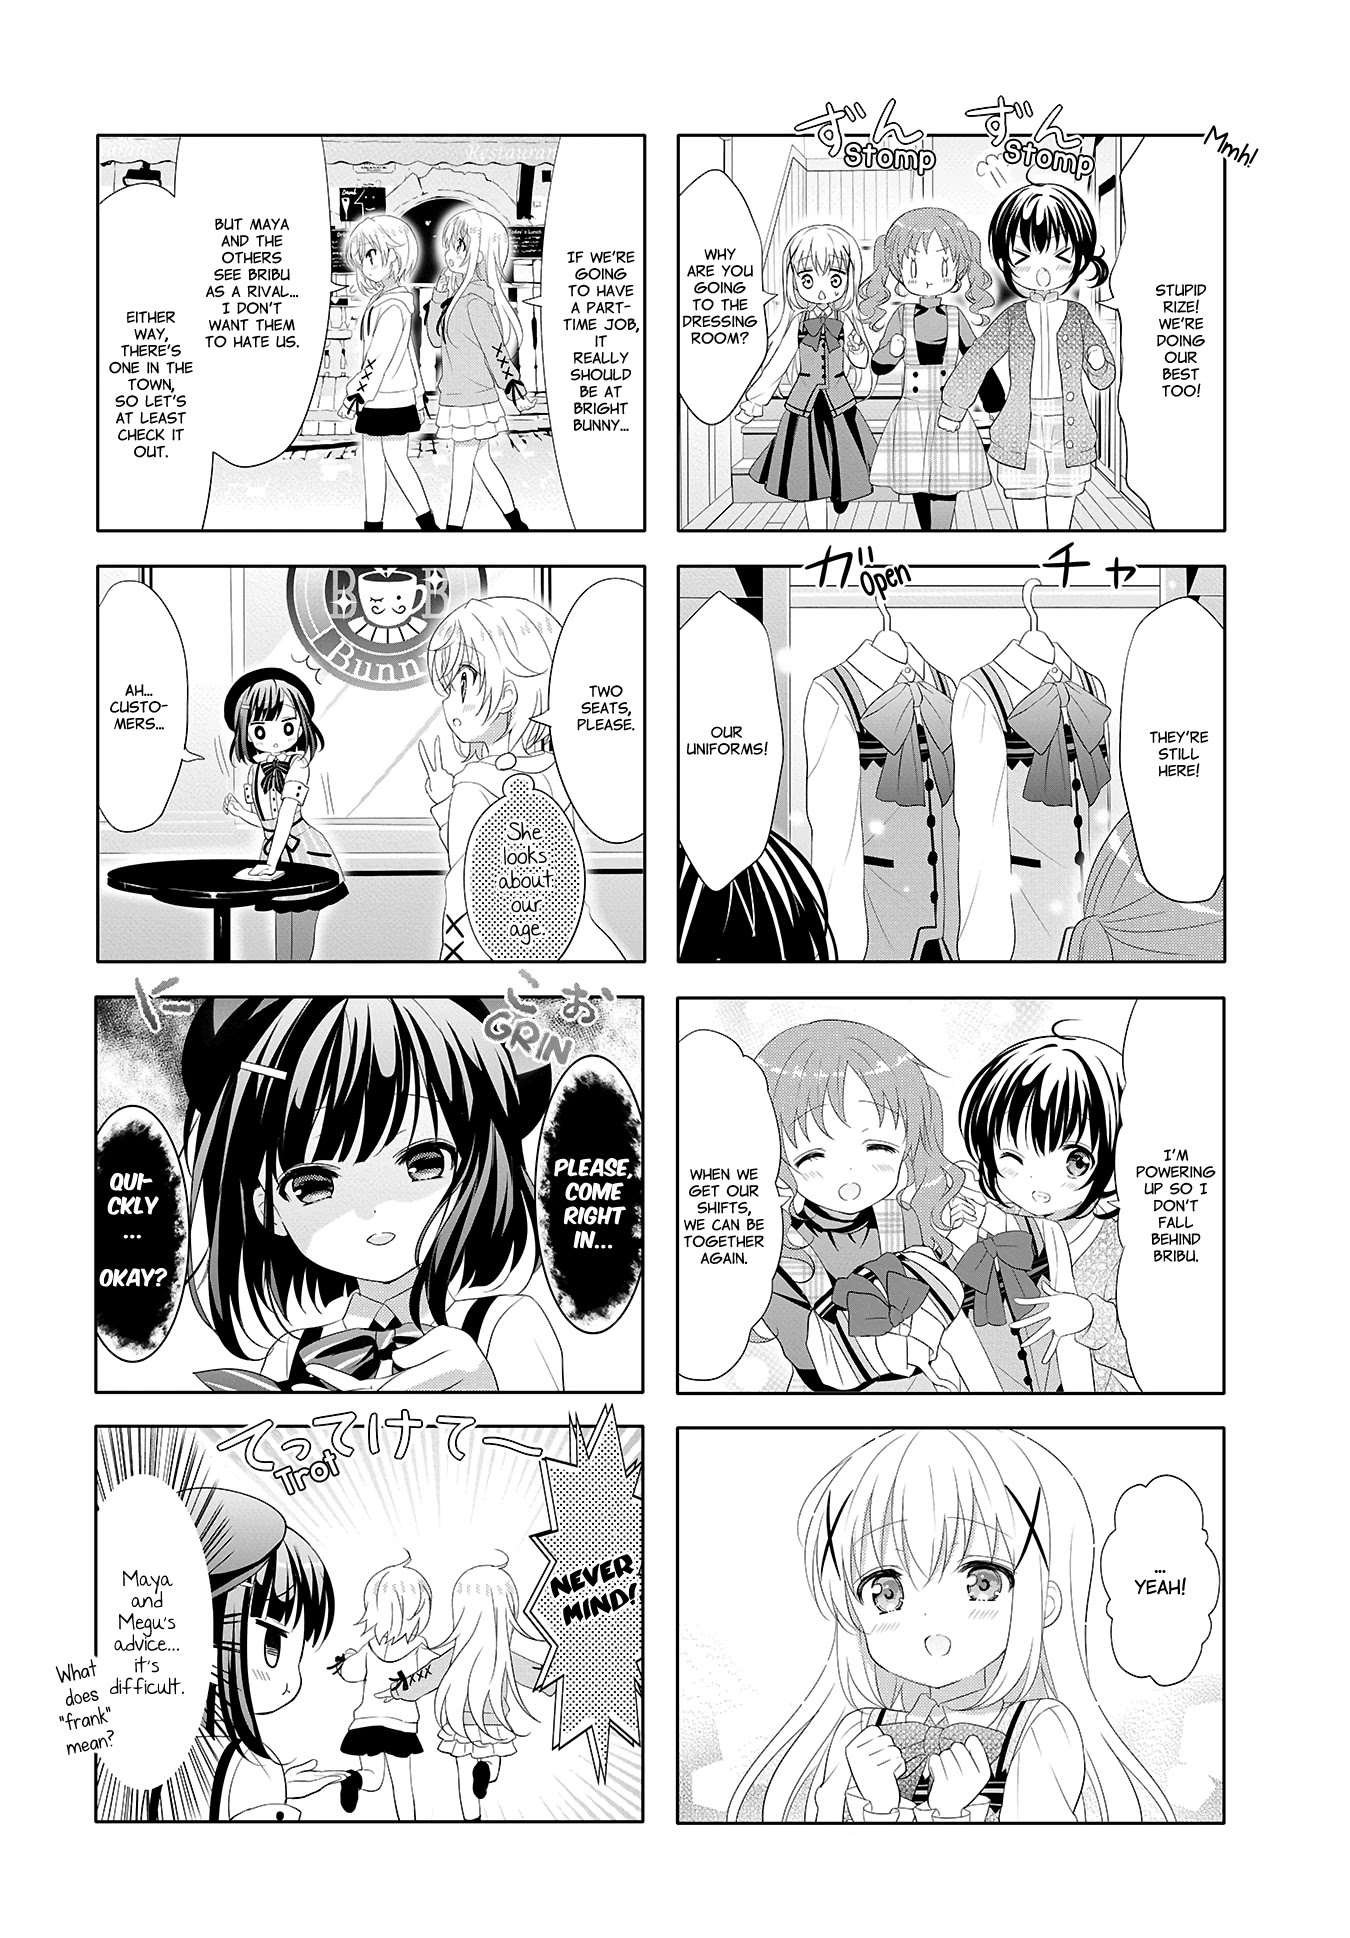 ずん
Stomp
ずん
Stomp
Mmh!
STUPID
RIZE!
WE'RE
DOING
OUR
BEST
TOO!
WHY
ARE YOU
GOING
TO THE
DRESSING
ROOM?
ガチャ
Open
THEY'RE
STILL
HERE!
OUR
UNIFORMS!
I'M
POWERING
UP SO I
DON'T
FALL
BEHIND
BRIBU.
WHEN WE
GET OUR
SHIFTS,
WE CAN BE
TOGETHER
AGAIN.
...
YEAH!
Restauran
IF WE'RE
GOING
TO HAVE
A PART-
TIME JOB,
IT
REALLY
SHOULD
BE AT
BRIGHT
BUNNY...
BUT MAYA
AND THE
OTHERS
SEE BRIBU
AS A RIVAL...
I DON'T
WANT THEM
TO HATE US.
EITHER
WAY,
THERE'S
ONE IN THE
TOWN,
SO LET'S
AT LEAST
CHECK IT
OUT.
B B
Bunny
TWO
SEATS,
PLEASE.
She
looks
about
our
age
AH...
CUSTO-
MERS...
におこ
GRIN
PLEASE,
COME
RIGHT
IN...
QUI-
CKLY
...
OKAY?
NEVER
MIND!
てってけてー
Trot
Maya
and
Megu's
advice...
it's
difficult.
What
does
"frank"
mean?